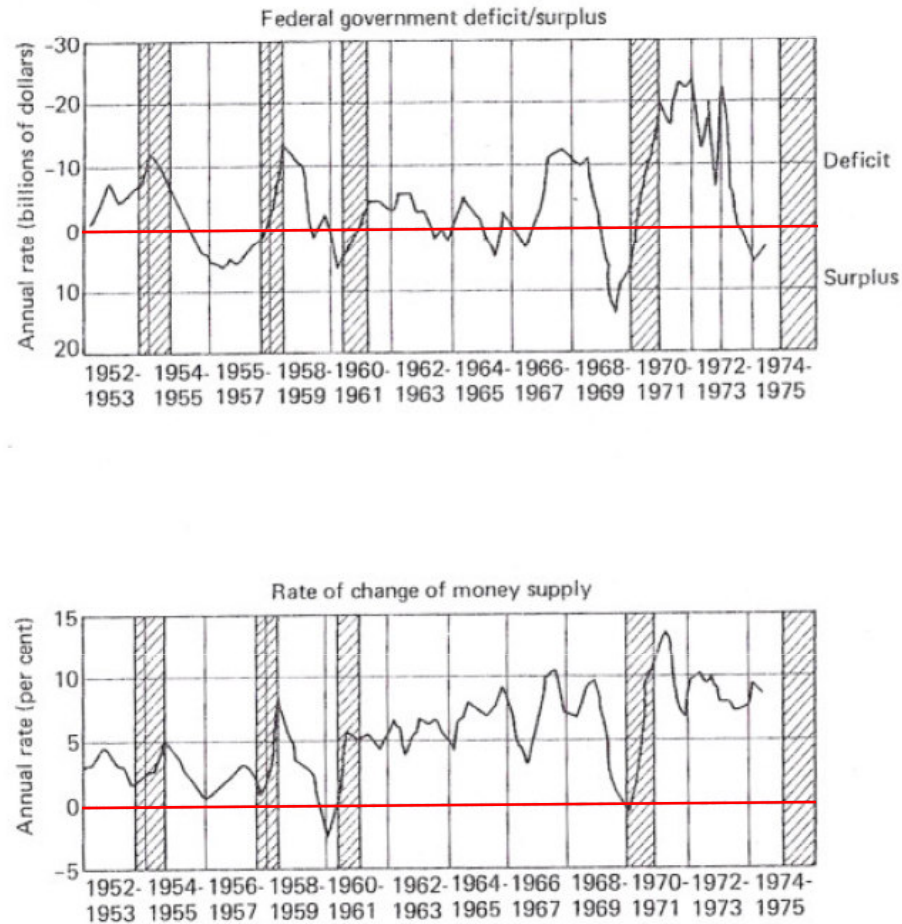 Federal government deficit/surplus
Annual rate (billions of dollars)
-30
-20
-10
0
10
20
Deficit
Surplus
1952- 1954- 1955- 1958- 1960- 1962- 1964- 1966- 1968- 1970- 1972- 1974-
1953 1955 1957 1959 1961 1963 1965 1967 1969 1971 1973 1975
Rate of change of money supply
Annual rate (per cent)
15
10
5
0
-5
1952- 1954- 1956- 1958- 1960- 1962- 1964- 1966 1968- 1970- 1972- 1974-
1953 1955 1957 1959 1961 1963 1965 1967 1969 1971 1973 1975